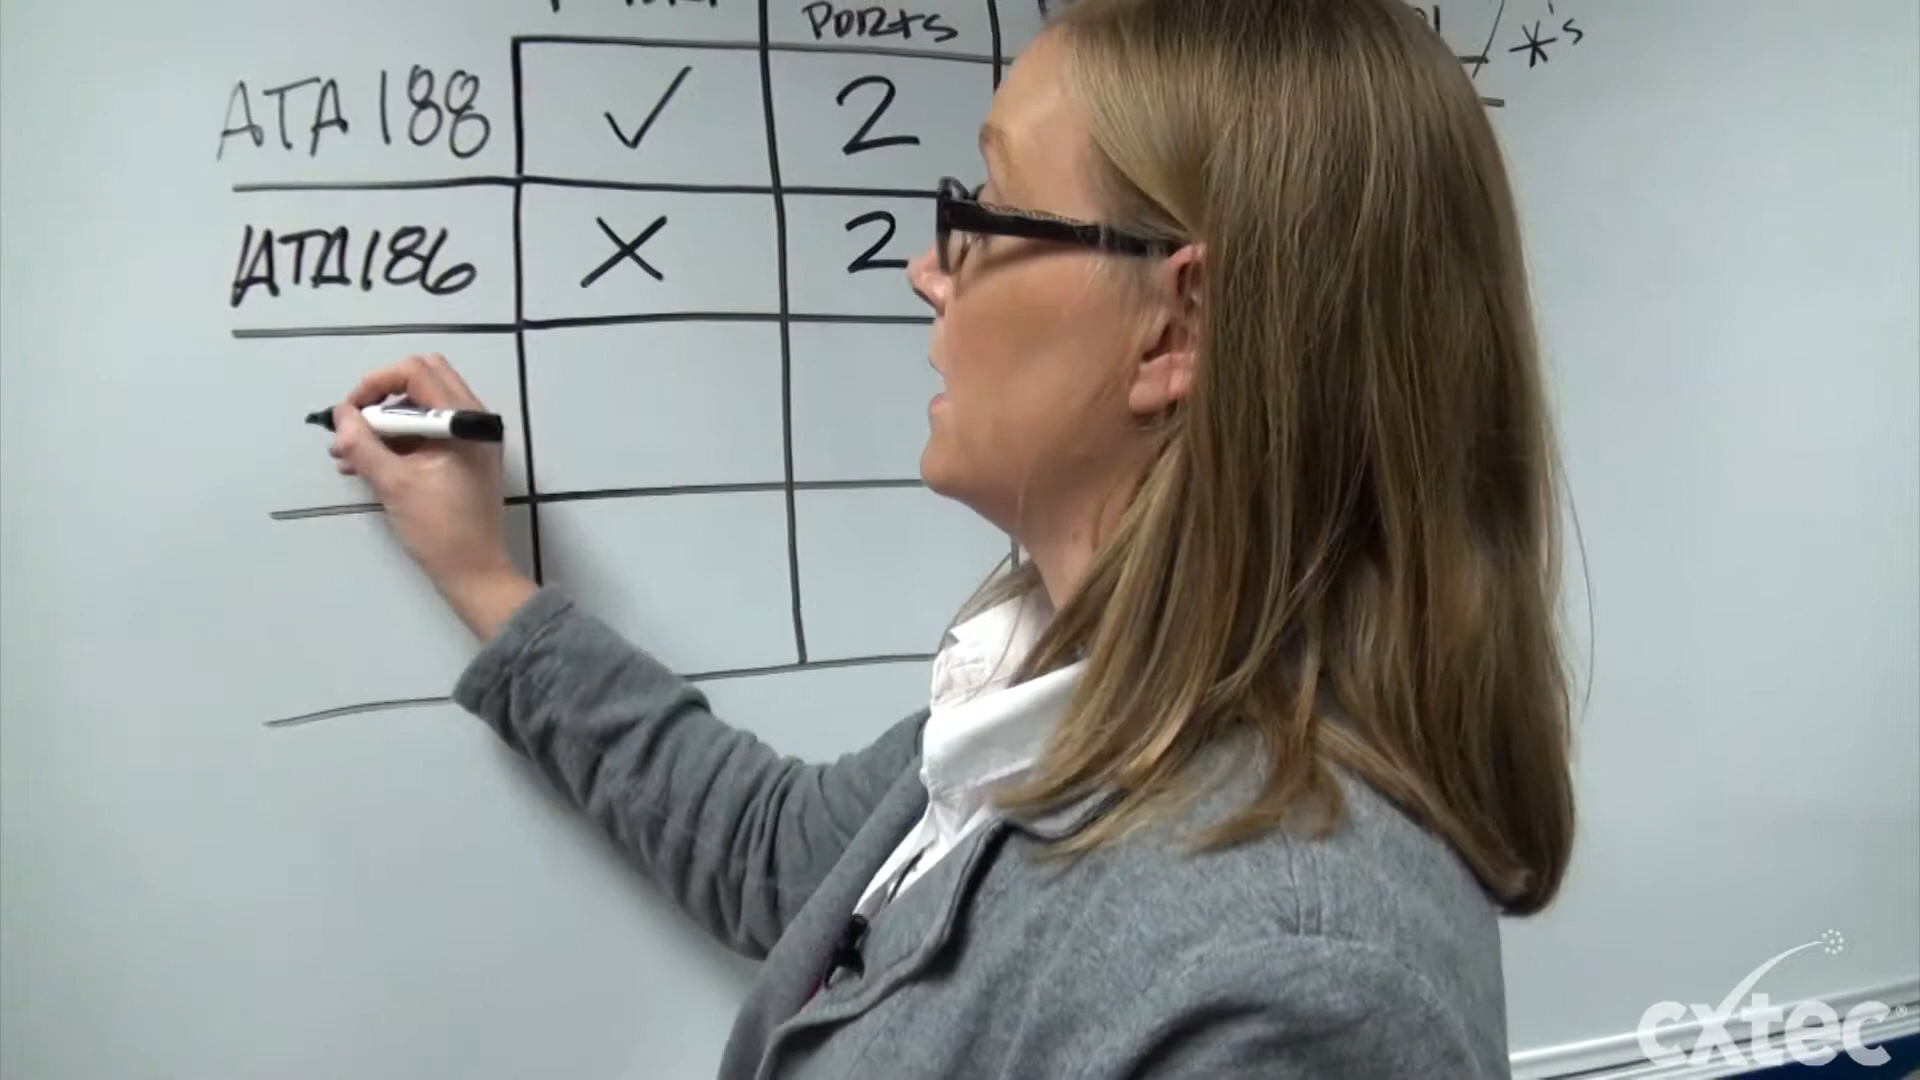 PORTS
*'s
ATA 188 ✓ 2
ATA186 X 2
cxtec